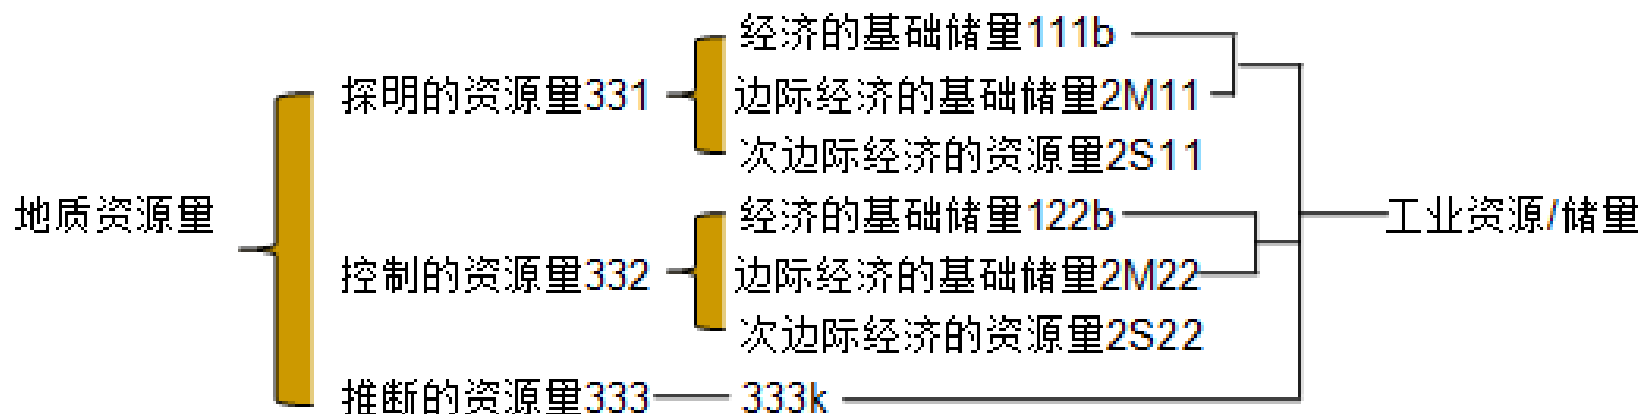 经济的基础储量111b
探明的资源量331
边际经济的基础储量2M11
次边际经济的资源量2S11
地质资源量
经济的基础储量122b
工业资源/储量
控制的资源量332
边际经济的基础储量2M22
次边际经济的资源量2S22
推断的资源量333
333k